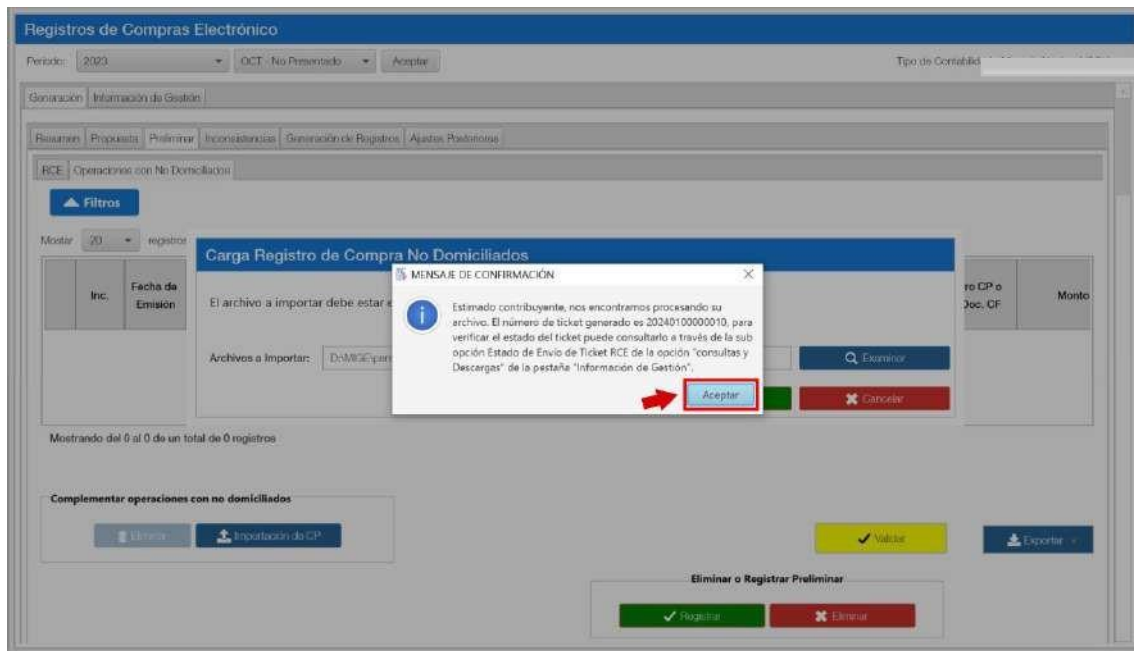 Registros de Compras Electrónico
Periodo: 2023 OCT - No Presentado Aceptar Tipo de
Generación Información de Gestión
Resumen Propuesta Preliminar Inconsistencias Generación de Registros Ajustes Posteriores
RCE Operaciones con No Domiciliados
Filtros
Mostar 20 registros
Carga Registro de Compra No Domiciliados
MENSAJE DE CONFIRMACIÓN
Inc. Fecha de Emisión
ro CP o Doc. CF Monto
El archivo a importar debe estar
Estimado contribuyente, nos encontramos procesando su
archivo. El número de ticket generado es 20240100000010, para
verificar el estado del ticket puede consultarlo a través de la sub
opción Estado de Envio de Ticket RCE de la opción "consultas y
Descargas" de la pestaña "Información de Gestión".
Archivos a Importar: Examinar
Aceptar
Cancelar
Mostrando del 0 al 0 de un total de 0 registros
Complementar operaciones con no domiciliados
Eliminar Importación de CP Validar Exportar
Eliminar o Registrar Preliminar
Registrar Eliminar